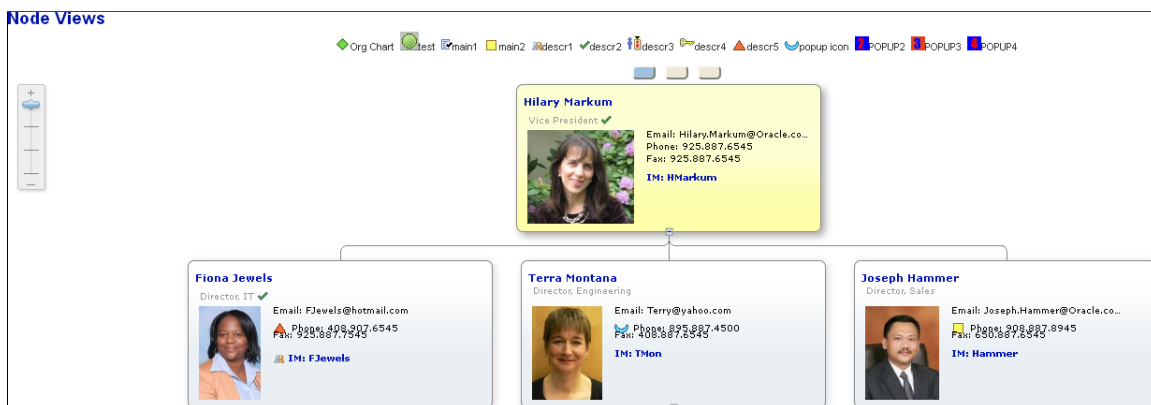 Node Views
Org Chart test main1 main2 descr1 descr2 descr3 descr4 descr5 popup icon 2 POPUP2 3 POPUP3 4 POPUP4
+
−
Hilary Markum
Vice President
Email: Hilary.Markum@Oracle.co...
Phone: 925.887.6545
Fax: 925.887.6545
IM: HMarkum
Fiona Jewels
Director, IT
Email: FJewels@hotmail.com
Phone: 408.907.6545
Fax: 925.887.7545
IM: FJewels
Terra Montana
Director, Engineering
Email: Terry@yahoo.com
Phone: 895.887.4500
Fax: 408.887.6545
IM: TMon
Joseph Hammer
Director, Sales
Email: Joseph.Hammer@Oracle.co...
Phone: 908.887.8945
Fax: 650.887.6545
IM: Hammer